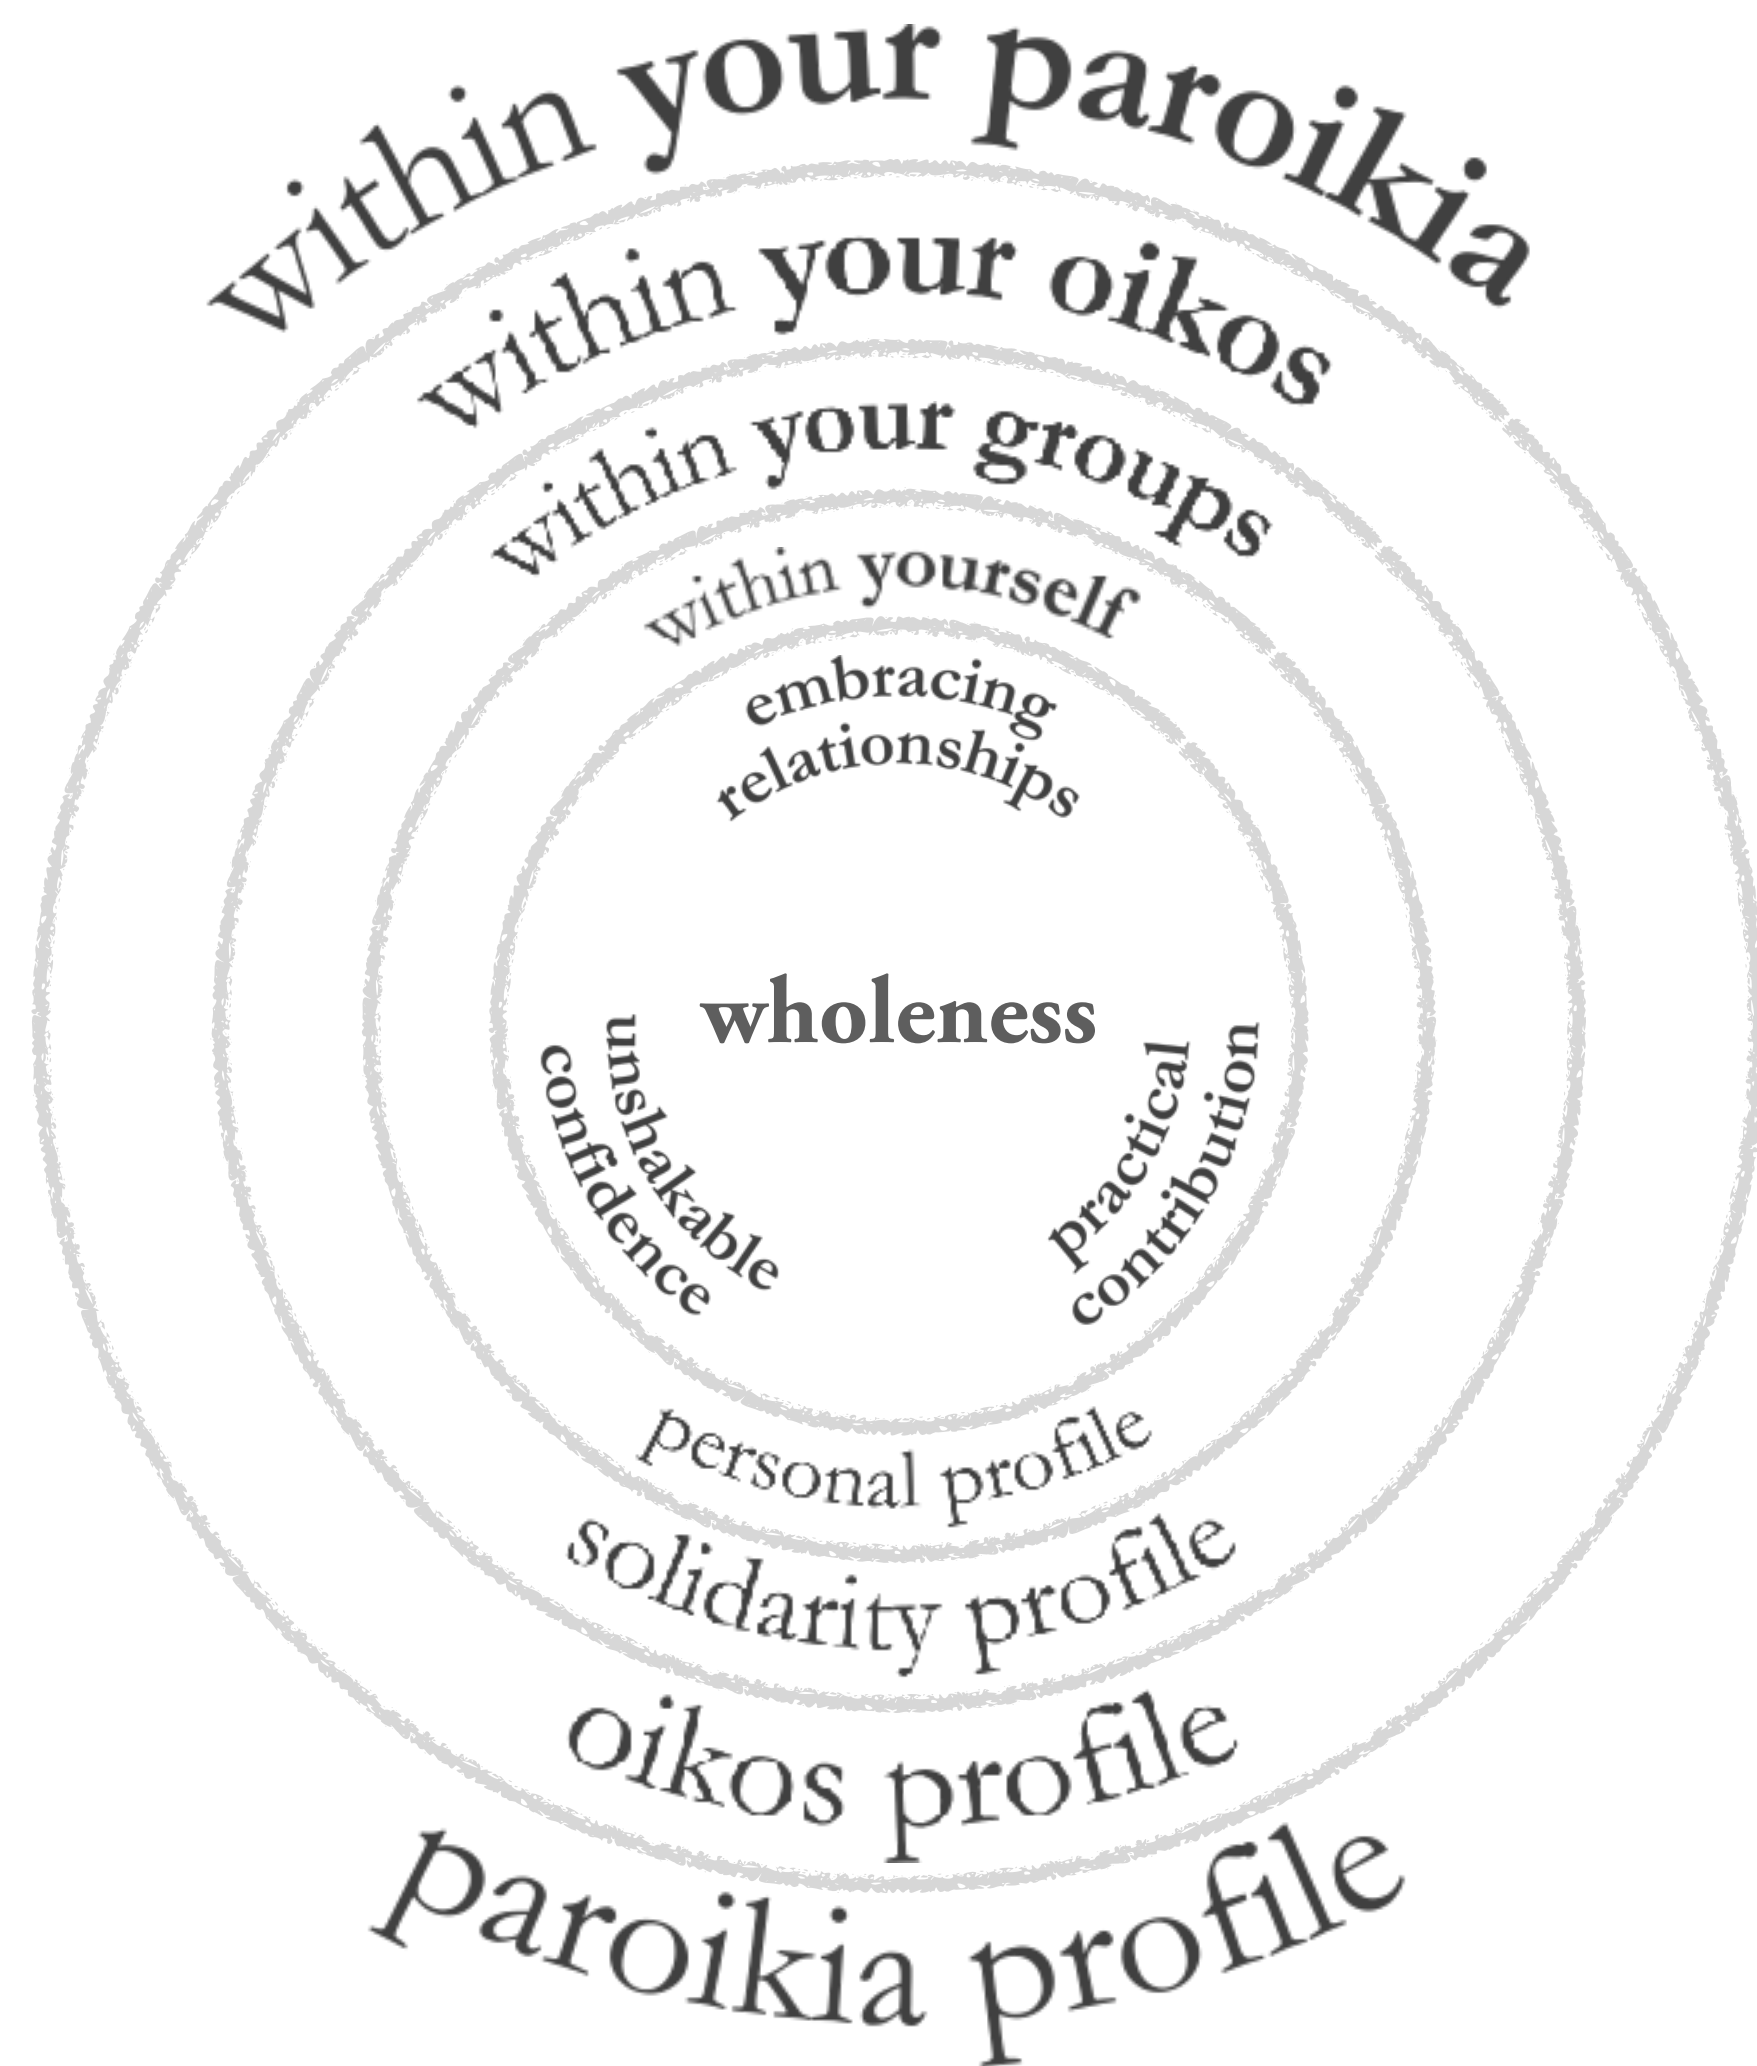 within your paroikia
within your oikos
within your groups
within yourself
embracing
relationships
wholeness
unshakable
confidence
practical
contribution
personal profile
solidarity profile
oikos profile
paroikia profile